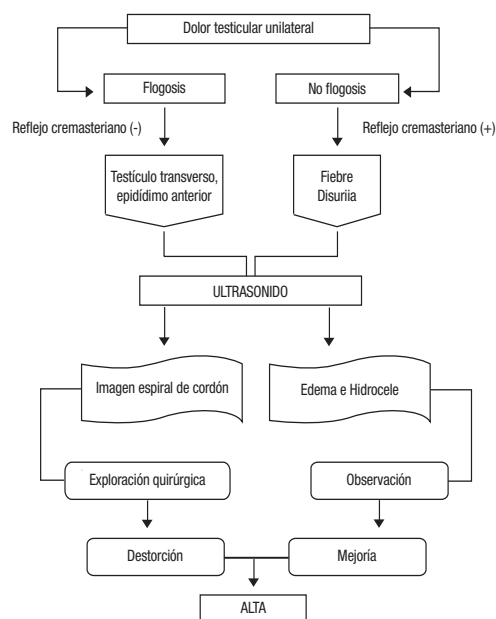 Dolor testicular unilateral
Flogosis
No flogosis
Reflejo cremasteriano (-)
Reflejo cremasteriano (+)
Testículo transverso,
epidídimo anterior
Fiebre
Disuriia
ULTRASONIDO
Imagen espiral de cordón
Edema e Hidrocele
Exploración quirúrgica
Observación
Destorción
Mejoría
ALTA